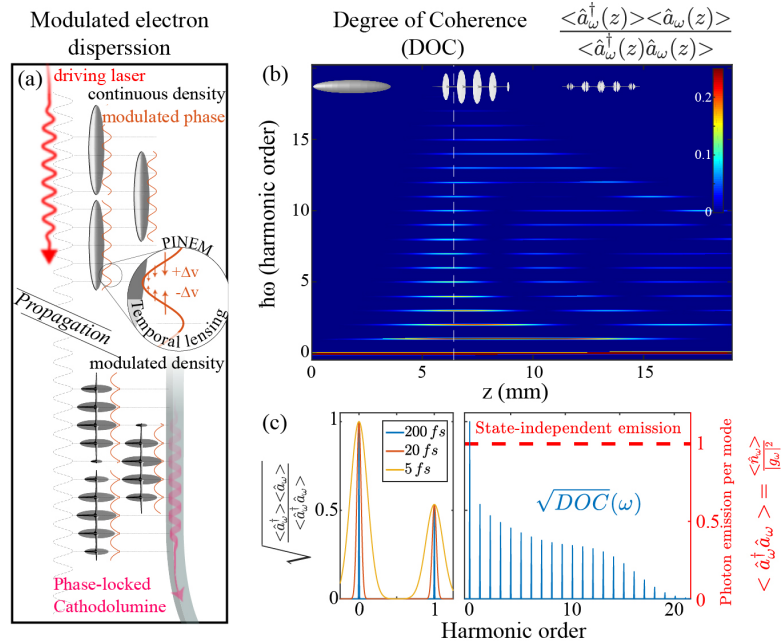 Modulated electron
disperssion
(a)
driving laser
continuous density
modulated phase
PINEM
+Δv
-Δv
Temporal lensing
Propagation
modulated density
Phase-locked
Cathodolumine
Degree of Coherence
(DOC)
<â†ω(z)><âω(z)>
<â†ω(z)âω(z)>
(b)
ħω (harmonic order)
15
10
5
0
0.2
0.1
0
0 5 10 15
z (mm)
(c)
√<â†ω><âω>
<â†ωâω>
1
0.5
0
200 fs
20 fs
5 fs
0 1
State-independent emission
√DOC(ω)
0 10 20
1
0.5
0
Photon emission per mode
< â†ωâω > = <n̂ω>
|gω|²
Harmonic order